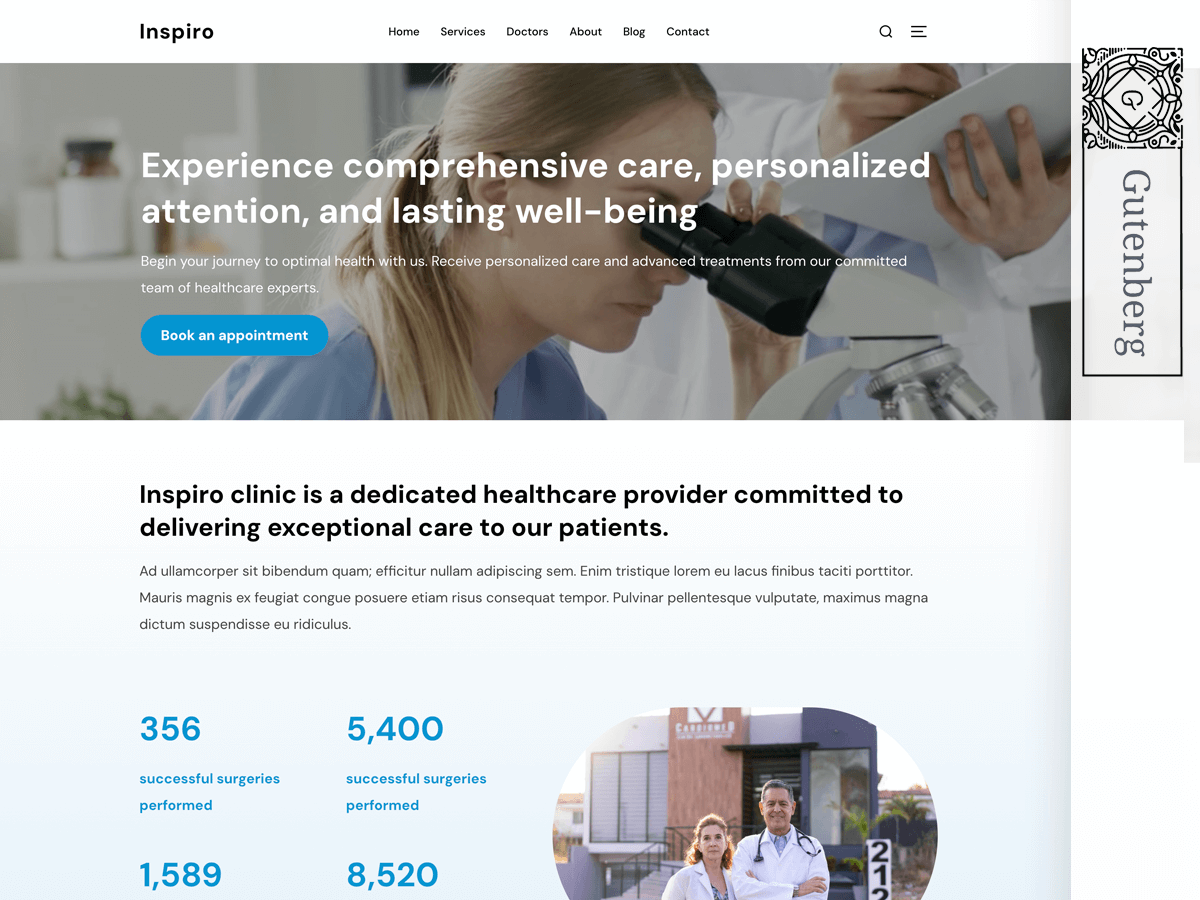 Inspiro
Home Services Doctors About Blog Contact
G
Gutenberg
Experience comprehensive care, personalized
attention, and lasting well-being
Begin your journey to optimal health with us. Receive personalized care and advanced treatments from our committed
team of healthcare experts.
Book an appointment
Inspiro clinic is a dedicated healthcare provider committed to
delivering exceptional care to our patients.
Ad ullamcorper sit bibendum quam; efficitur nullam adipiscing sem. Enim tristique lorem eu lacus finibus taciti porttitor.
Mauris magnis ex feugiat congue posuere etiam risus consequat tempor. Pulvinar pellentesque vulputate, maximus magna
dictum suspendisse eu ridiculus.
356
successful surgeries
performed
5,400
successful surgeries
performed
1,589
8,520
212